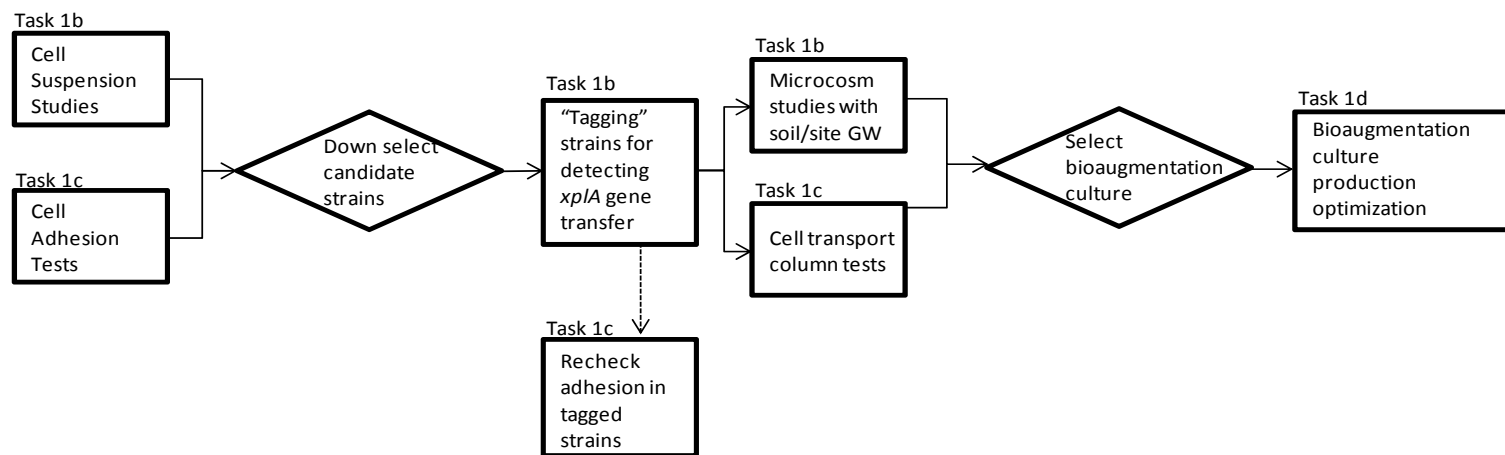 Task 1b
Cell
Suspension
Studies
Task 1c
Cell
Adhesion
Tests
Down select
candidate
strains
Task 1b
“Tagging”
strains for
detecting
xplA gene
transfer
Task 1c
Recheck
adhesion in
tagged
strains
Task 1b
Microcosm
studies with
soil/site GW
Task 1c
Cell transport
column tests
Select
bioaugmentation
culture
Task 1d
Bioaugmentation
culture
production
optimization